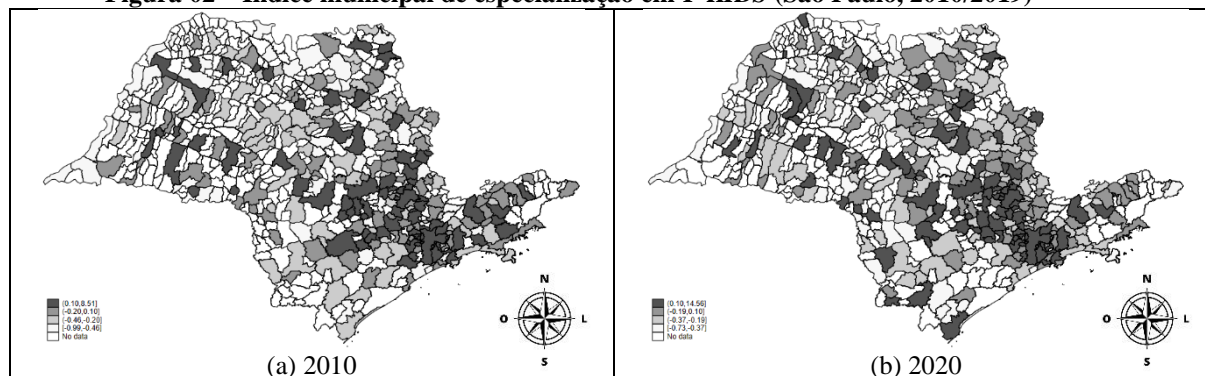 Figura 02 – Índice municipal de especialização em T-KIBS (São Paulo, 2010/2019)
N
O L
S
(0.10,8.51]
(-0.20,0.10]
(-0.46,-0.20]
(-0.99,-0.46]
No data
(a) 2010
N
O L
S
(0.10,14.56]
(-0.19,0.10]
(-0.37,-0.19]
(-0.73,-0.37]
No data
(b) 2020